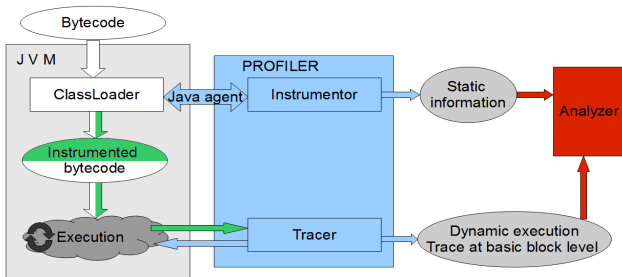 Bytecode
J V M
PROFILER
ClassLoader
Java agent
Instrumentor
Static
information
Analyzer
Instrumented
bytecode
Execution
Tracer
Dynamic execution
Trace at basic block level